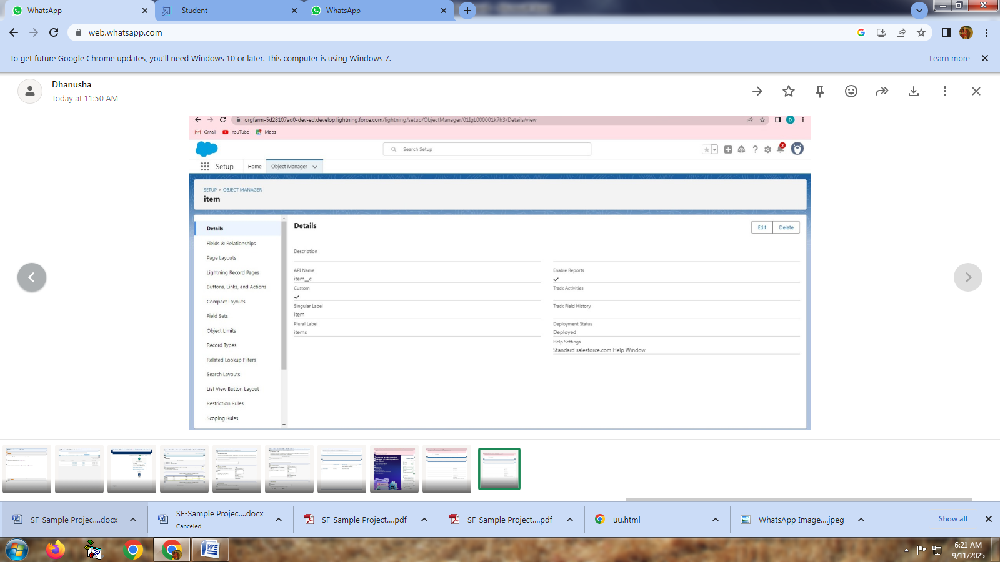 WhatsApp
- Student
WhatsApp
web.whatsapp.com
To get future Google Chrome updates, you'll need Windows 10 or later. This computer is using Windows 7.
Learn more
Dhanusha
Today at 11:50 AM
orgfarm-5d28107ad0-dev-ed.develop.lightning.force.com/lightning/setup/ObjectManager/01IgL000001k7h3/Details/view
D
Gmail
YouTube
Maps
Search Setup
2
Setup
Home
Object Manager
SETUP > OBJECT MANAGER
item
Details
Fields & Relationships
Page Layouts
Lightning Record Pages
Buttons, Links, and Actions
Compact Layouts
Field Sets
Object Limits
Record Types
Related Lookup Filters
Search Layouts
List View Button Layout
Restriction Rules
Scoping Rules
Details
Edit
Delete
Description
API Name
item__c
Custom
Singular Label
item
Plural Label
items
Enable Reports
Track Activities
Track Field History
Deployment Status
Deployed
Help Settings
Standard salesforce.com Help Window
SF-Sample Projec....docx
SF-Sample Projec....docx
Canceled
SF-Sample Project....pdf
SF-Sample Project....pdf
uu.html
WhatsApp Image....jpeg
Show all
32
6:21 AM
9/11/2025